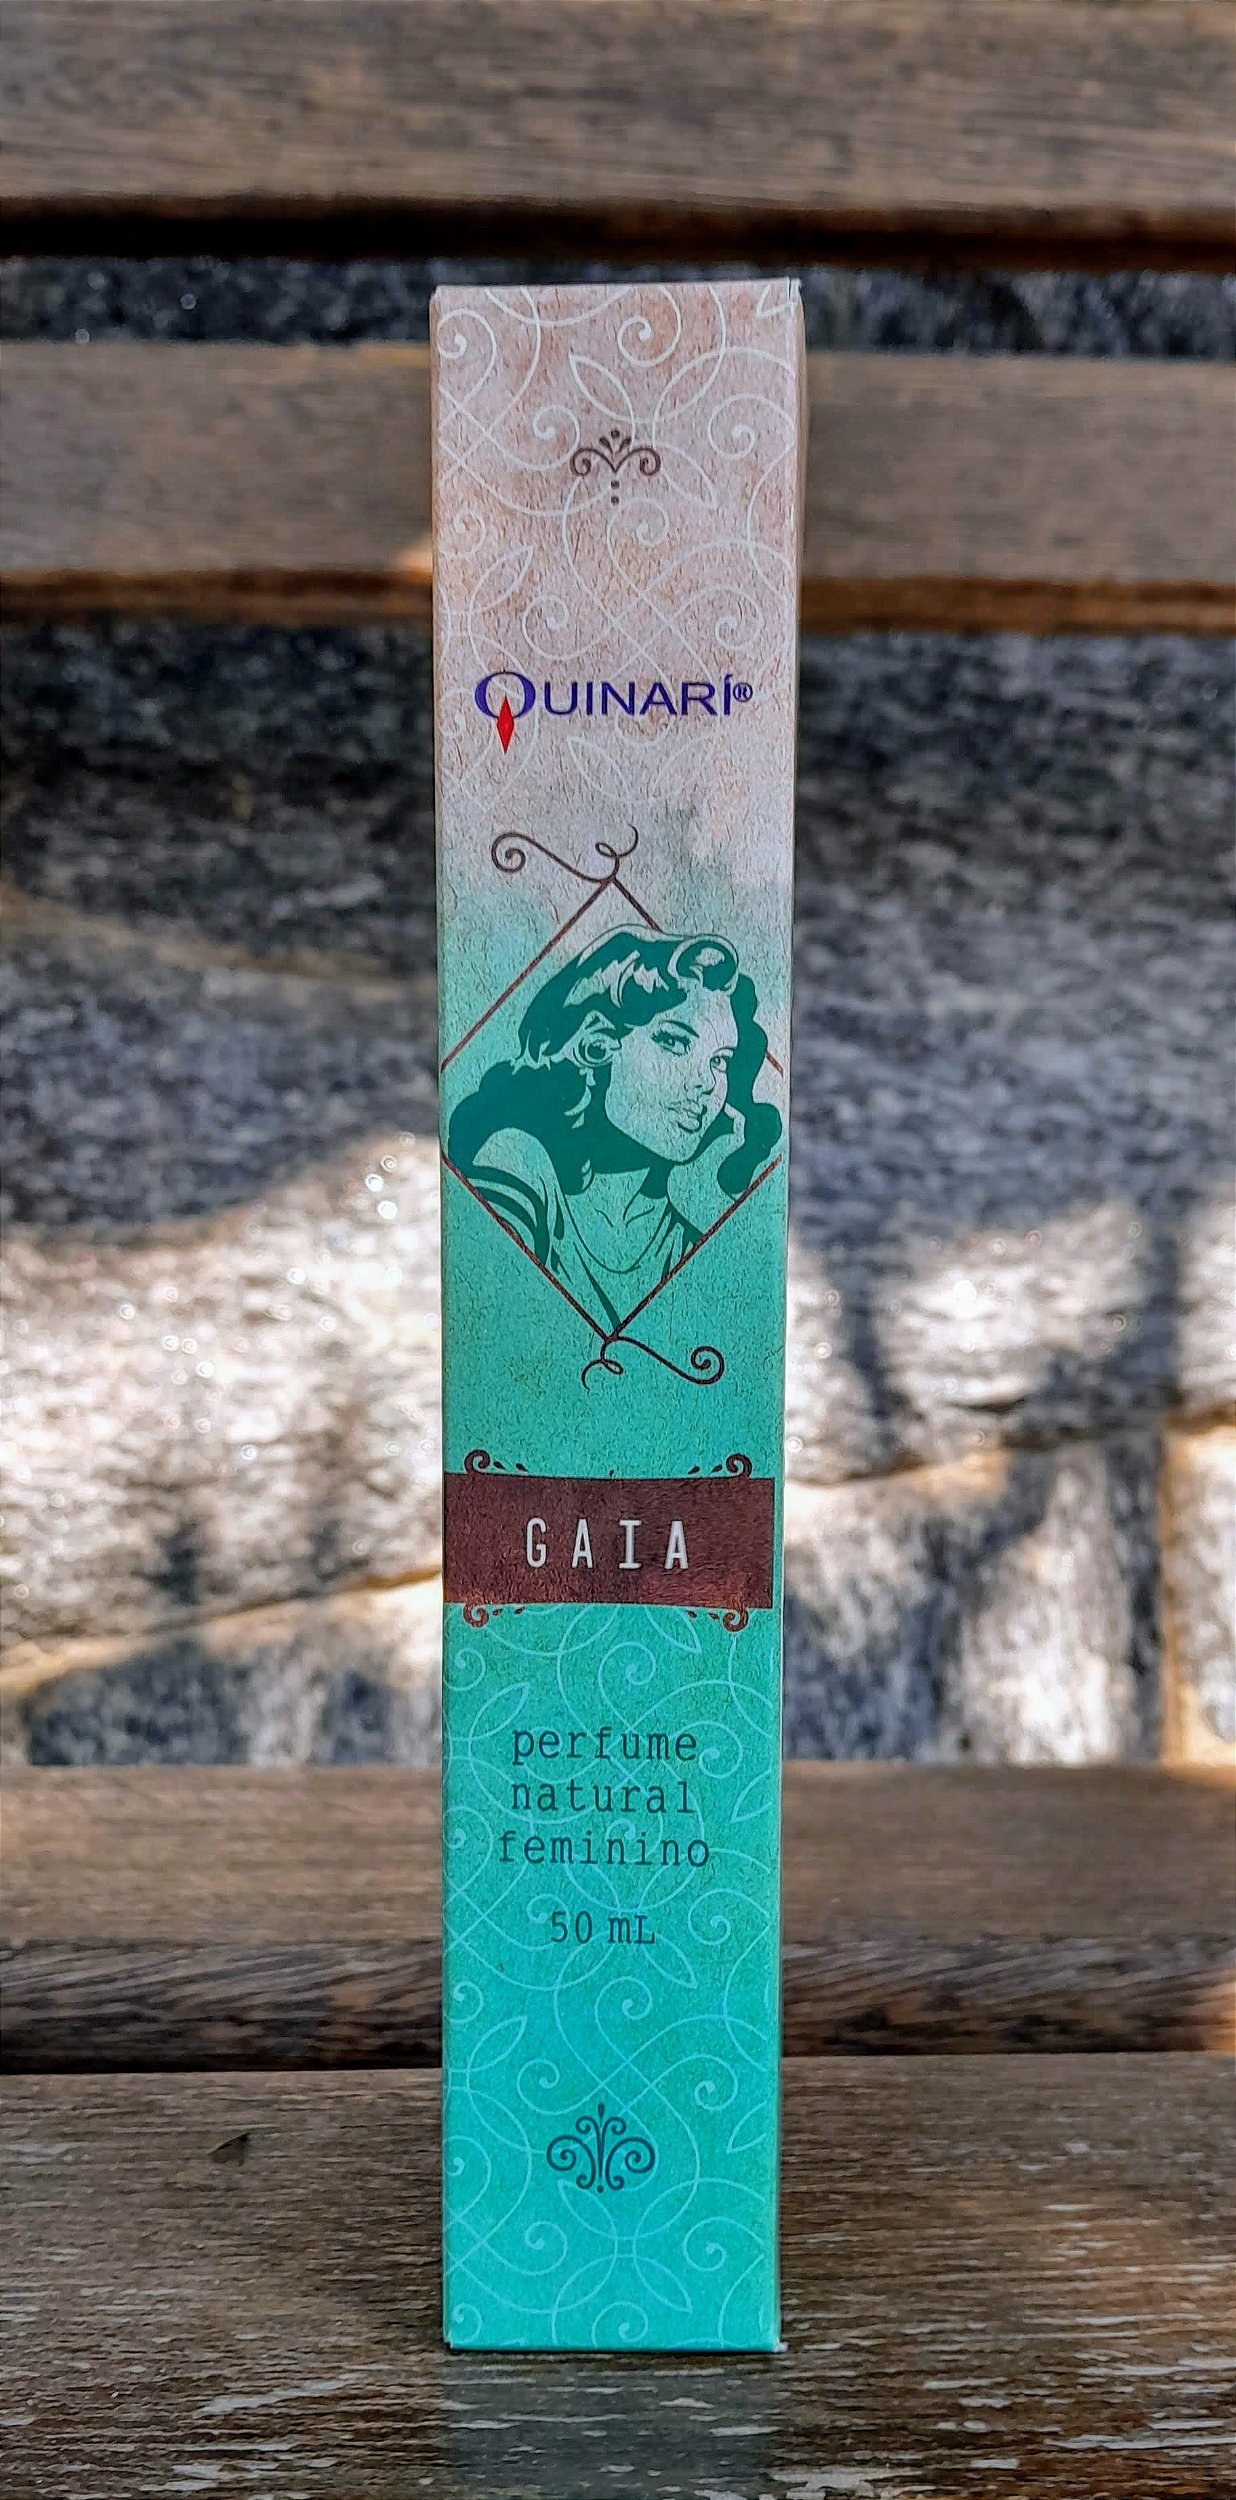 QUINARÍ®
GAIA
perfume
natural
feminino
50 mL